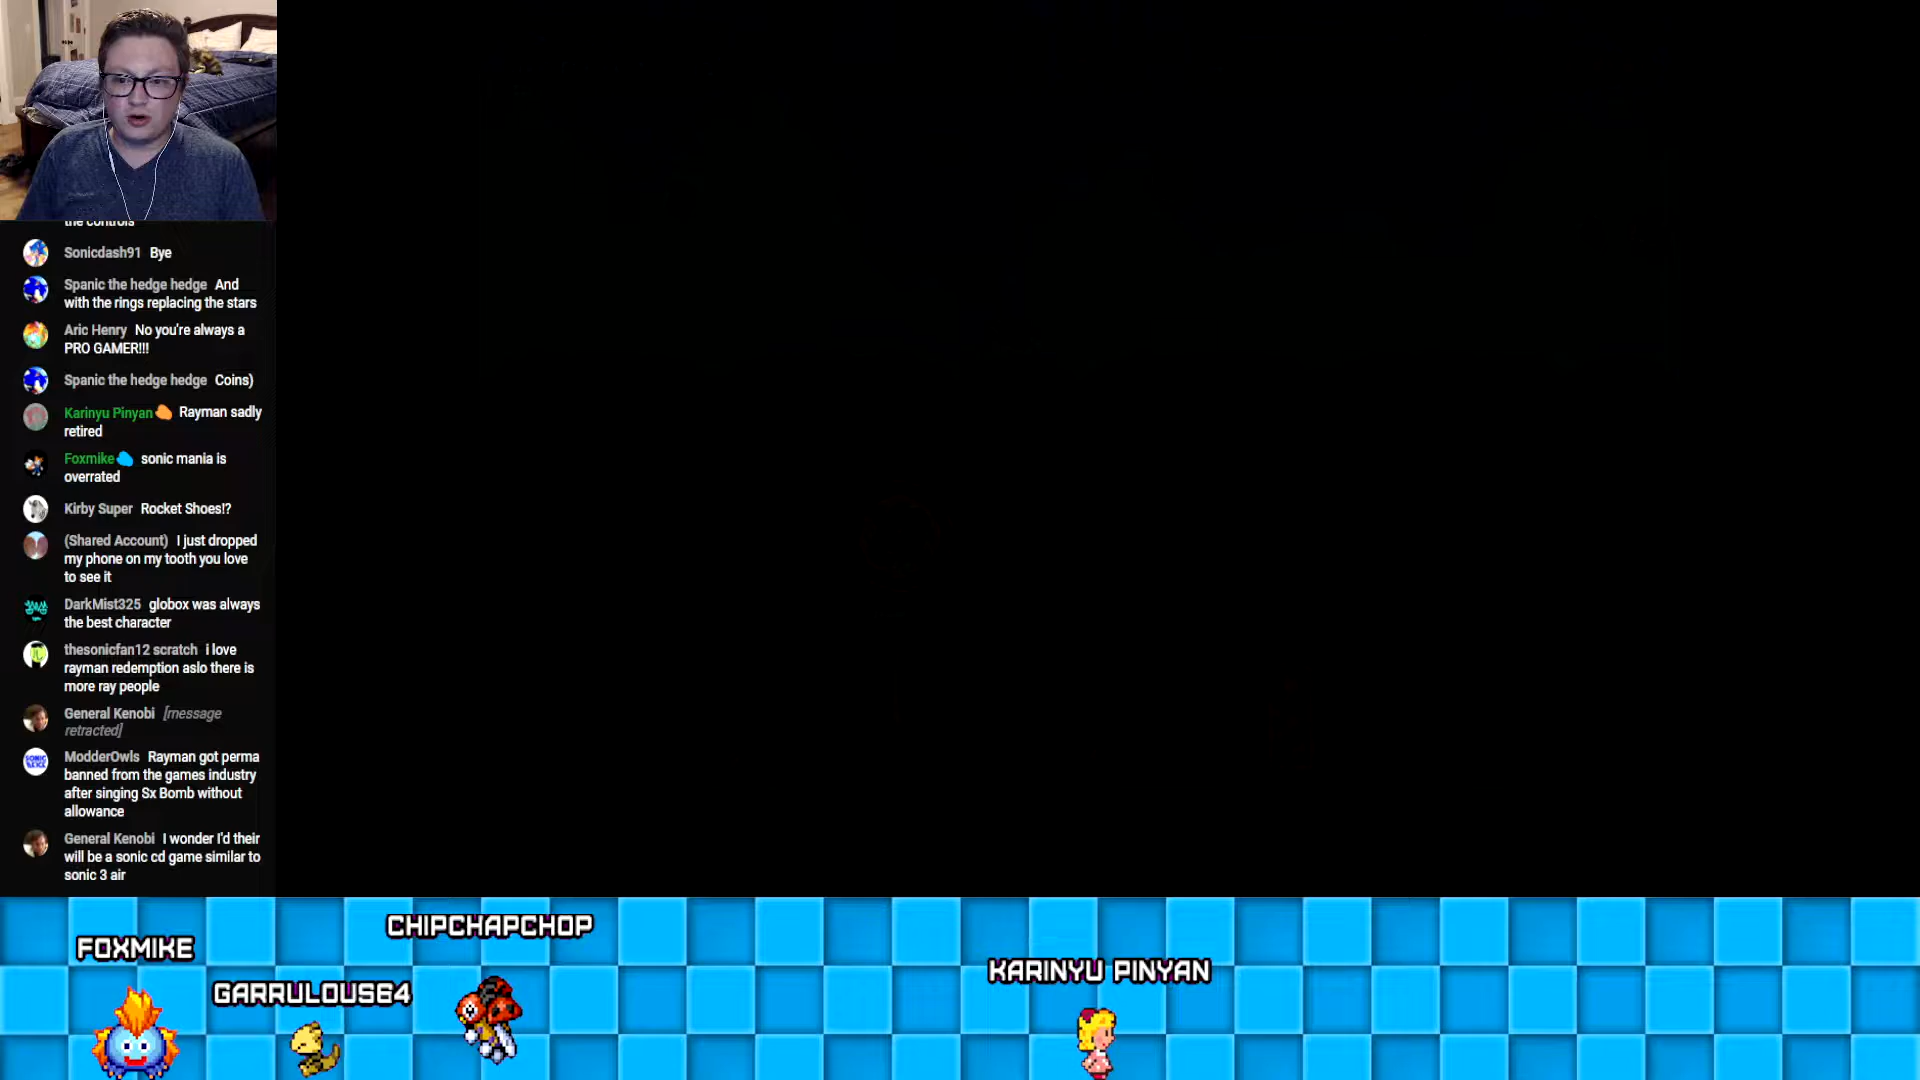 the controls
Sonicdash91 Bye
Spanic the hedge hedge And
with the rings replacing the stars
Aric Henry No you're always a
PRO GAMER!!!
Spanic the hedge hedge Coins)
Karinyu Pinyan Rayman sadly
retired
Foxmike sonic mania is
overrated
Kirby Super Rocket Shoes!?
(Shared Account) I just dropped
my phone on my tooth you love
to see it
DarkMist325 globox was always
the best character
thesonicfan12 scratch i love
rayman redemption aslo there is
more ray people
General Kenobi [message
retracted]
ModderOwls Rayman got perma
banned from the games industry
after singing Sx Bomb without
allowance
General Kenobi I wonder I'd their
will be a sonic cd game similar to
sonic 3 air
CHIPCHAPCHOP
FOXMIKE
KARINYU PINYAN
GARRULOUS64